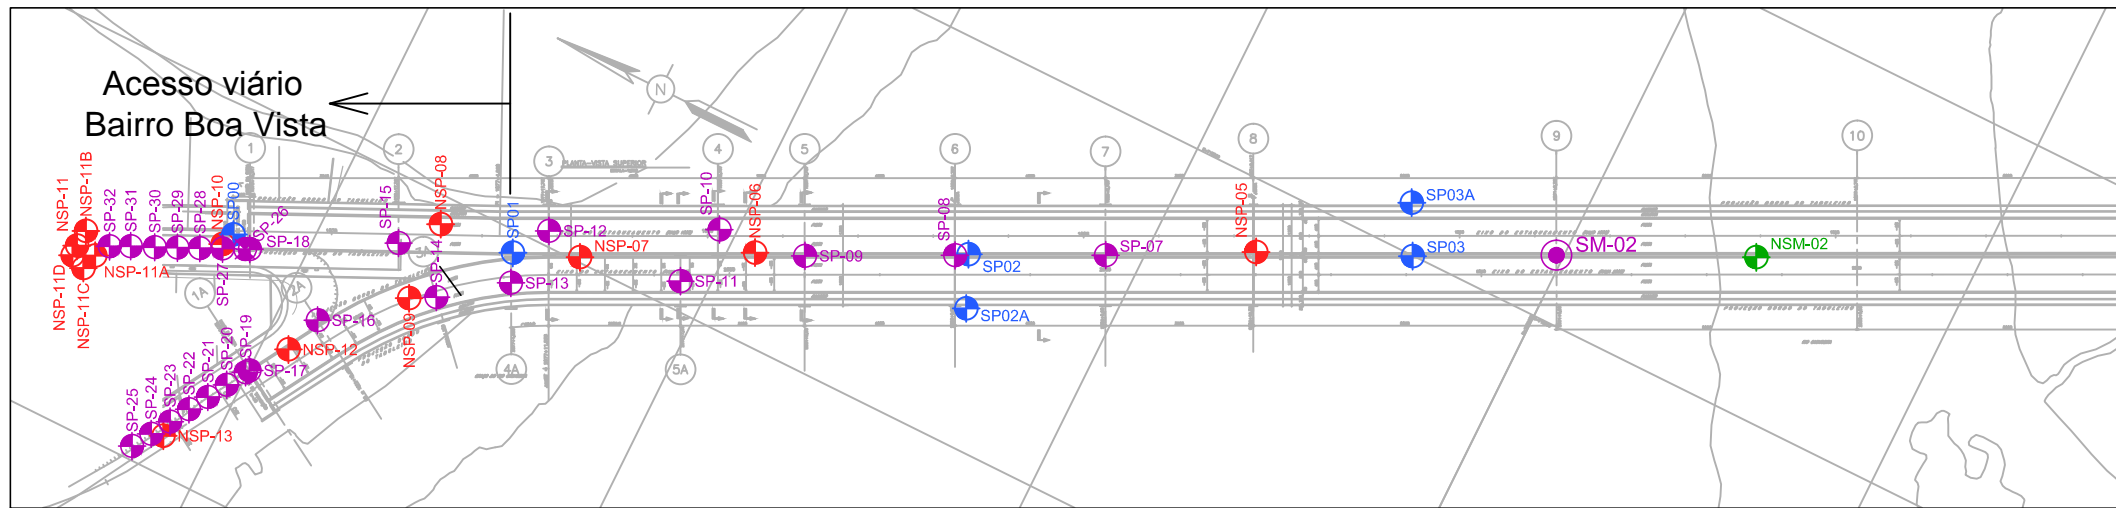 Acesso viário
Bairro Boa Vista
N
PLANTA-VISTA SUPERIOR
1
2
3
4
5
6
7
8
9
10
1A
2A
3A
4A
5A
NSP-11
NSP-11B
SP-32
SP-31
SP-30
SP-29
SP-28
NSP-10
SP00
SP-26
SP-18
SP-27
NSP-11A
NSP-11C
NSP-11D
SP-15
NSP-08
SP-14
NSP-09
SP01
SP-13
SP-12
NSP-07
SP-11
SP-10
NSP-06
SP-09
SP-08
SP02
SP02A
SP-07
NSP-05
SP03A
SP03
SM-02
NSM-02
SP-16
NSP-12
SP-17
SP-19
SP-20
SP-21
SP-22
SP-23
SP-24
SP-25
NSP-13